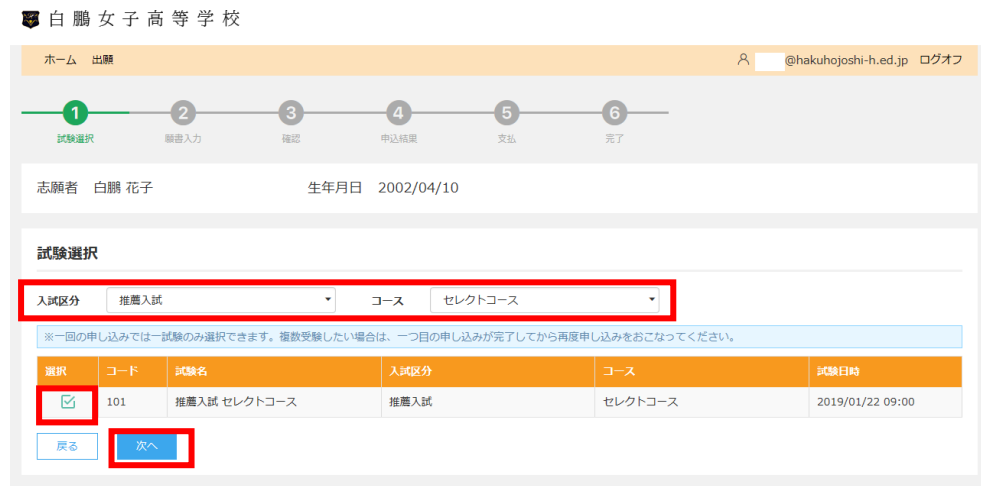 白鵬女子高等学校
ホーム 出願 @hakuhojoshi-h.ed.jp ログオフ
1 2 3 4 5 6
試験選択 願書入力 確認 申込結果 支払 完了
志願者 白鵬 花子 生年月日 2002/04/10
試験選択
入試区分 推薦入試 コース セレクトコース
※一回の申し込みでは一試験のみ選択できます。複数受験したい場合は、一つ目の申し込みが完了してから再度申し込みをおこなってください。
選択 コード 試験名 入試区分 コース 試験日時
101 推薦入試 セレクトコース 推薦入試 セレクトコース 2019/01/22 09:00
戻る 次へ